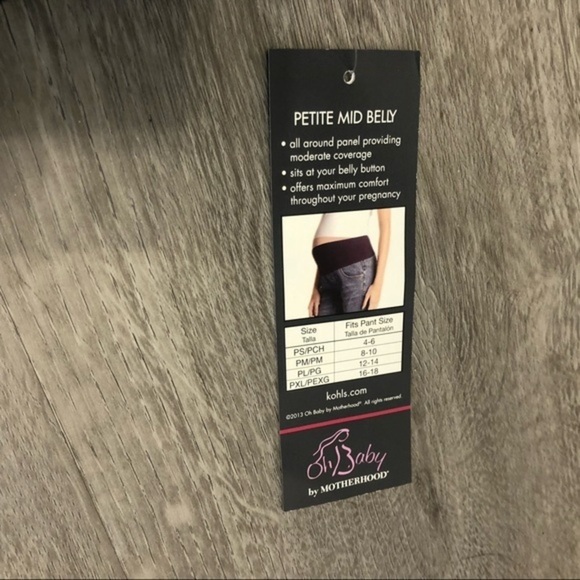 PETITE MID BELLY
• all around panel providing
moderate coverage
• sits at your belly button
• offers maximum comfort
throughout your pregnancy
Size Fits Pant Size
Talla Talla de Pantalón
PS/PCH 4-6
PM/PM 8-10
PL/PG 12-14
PXL/PEXG 16-18
kohls.com
©2013 Oh Baby by Motherhood®. All rights reserved.
Oh Baby
by MOTHERHOOD®